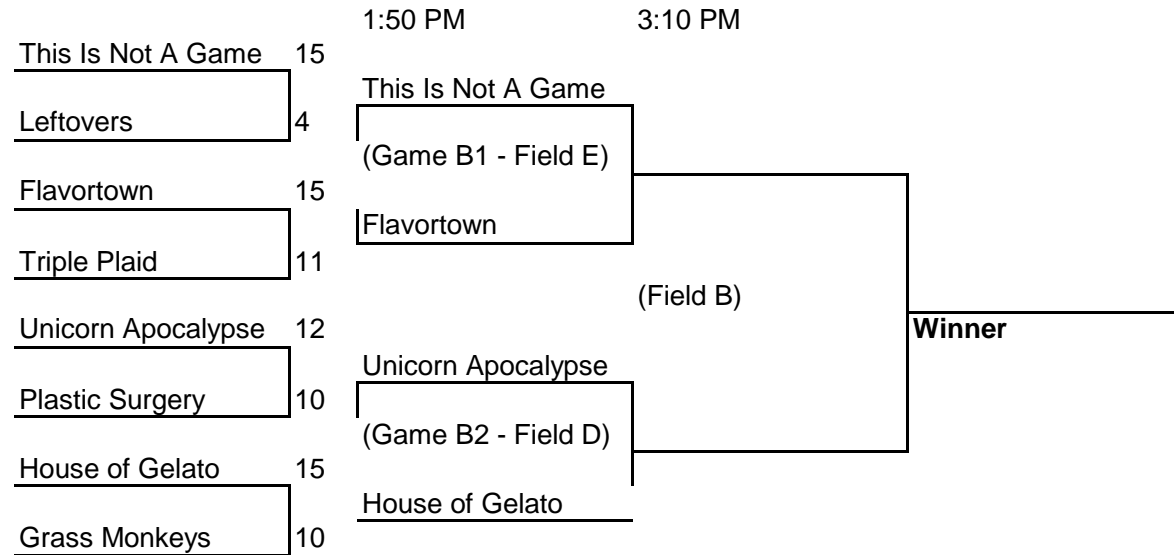 1:50 PM 3:10 PM
This Is Not A Game 15
This Is Not A Game
Leftovers 4
(Game B1 - Field E)
Flavortown 15
Flavortown
Triple Plaid 11
(Field B)
Unicorn Apocalypse 12
Winner
Unicorn Apocalypse
Plastic Surgery 10
(Game B2 - Field D)
House of Gelato 15
House of Gelato
Grass Monkeys 10